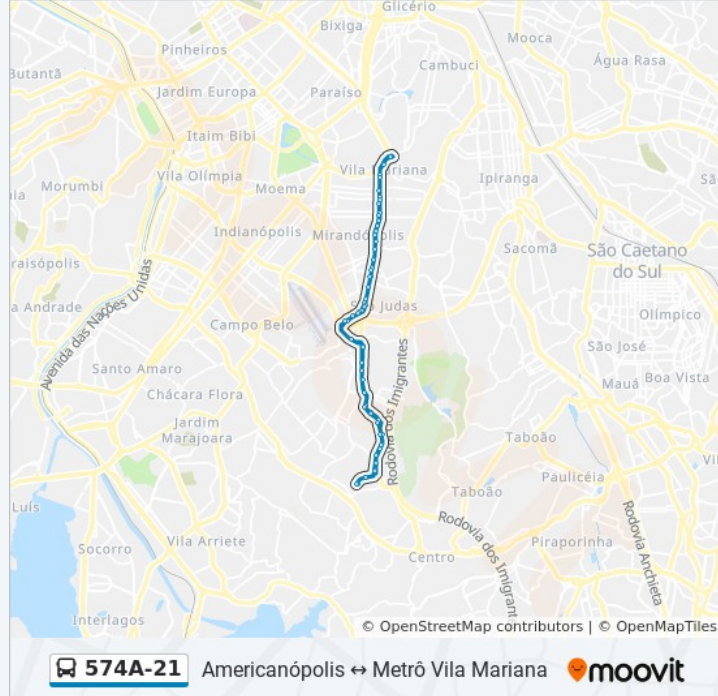 Glicério
Bixiga
Mooca
Pinheiros
Cambuci
Água Rasa
Butantã
Jardim Europa
Paraíso
Itaim Bibi
Vila Mariana
Vila Olímpia
Ipiranga
Morumbi
Moema
Indianópolis
Mirandópolis
Sacomã
São Caetano
do Sul
raisópolis
a Andrade
Avenida das Nações Unidas
São Judas
Campo Belo
Olímpico
São José
Santo Amaro
Rodovia dos Imigrantes
Mauá
Boa Vista
Chácara Flora
Jardim
Marajoara
Taboão
Paulicéia
Taboão
Luís
Rodovia dos Imigrant
Rodovia Anchieta
Vila Arriete
Piraporinha
Socorro
Centro
Interlagos
© OpenStreetMap contributors | © OpenMapTiles
574A-21 Americanópolis ↔ Metrô Vila Mariana moovit